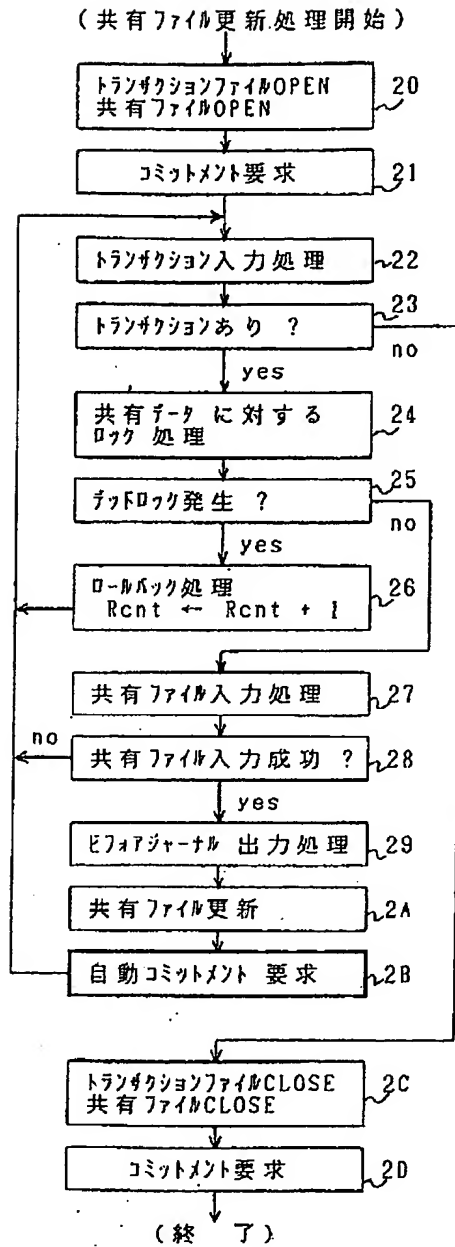 (共有ファイル更新処理開始)
トランザクションファイルOPEN
共有ファイルOPEN
20
コミットメント要求
21
トランザクション入力処理
22
トランザクションあり ?
23
no
yes
共有データ に対する
ロック 処理
24
デッドロック発生 ?
25
no
yes
ロールバック処理
Rcnt ← Rcnt + 1
26
共有ファイル入力処理
27
no
共有ファイル入力成功 ?
28
yes
ビフォアジャーナル 出力処理
29
共有ファイル更新
2A
自動コミットメント 要求
2B
トランザクションファイルCLOSE
共有ファイルCLOSE
2C
コミットメント要求
2D
(終 了)